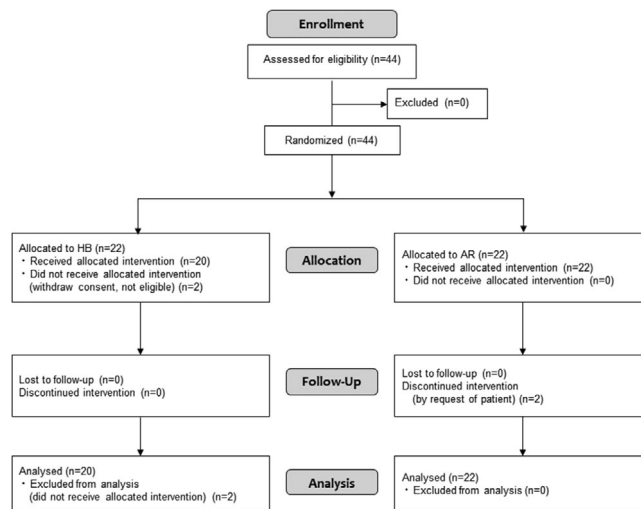 Enrollment
Assessed for eligibility (n=44)
Excluded (n=0)
Randomized (n=44)
Allocated to HB (n=22)
・Received allocated intervention (n=20)
・Did not receive allocated intervention
(withdraw consent, not eligible) (n=2)
Allocation
Allocated to AR (n=22)
・Received allocated intervention (n=22)
・Did not receive allocated intervention (n=0)
Lost to follow-up (n=0)
Discontinued intervention (n=0)
Follow-Up
Lost to follow-up (n=0)
Discontinued intervention
(by request of patient) (n=2)
Analysed (n=20)
・Excluded from analysis
(did not receive allocated intervention) (n=2)
Analysis
Analysed (n=22)
・Excluded from analysis (n=0)